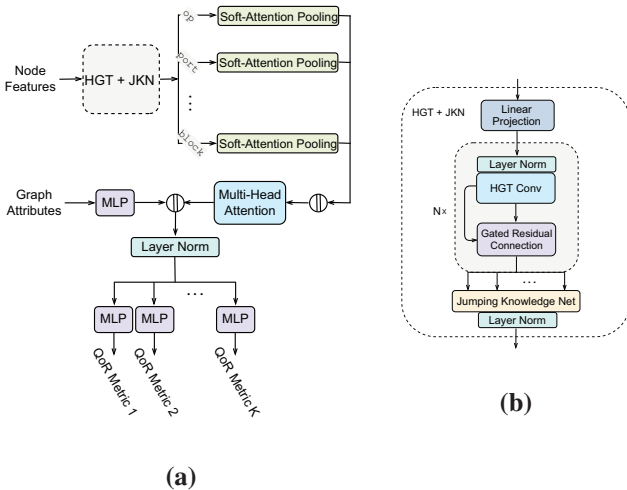 op
Soft-Attention Pooling
Node
Features
HGT + JKN
port
Soft-Attention Pooling
...
block
Soft-Attention Pooling
Graph
Attributes
MLP
||
Multi-Head
Attention
||
Layer Norm
...
MLP
MLP
MLP
QoR Metric 1
QoR Metric 2
QoR Metric K
(a)
HGT + JKN
Linear
Projection
Layer Norm
HGT Conv
N×
Gated Residual
Connection
...
Jumping Knowledge Net
Layer Norm
(b)